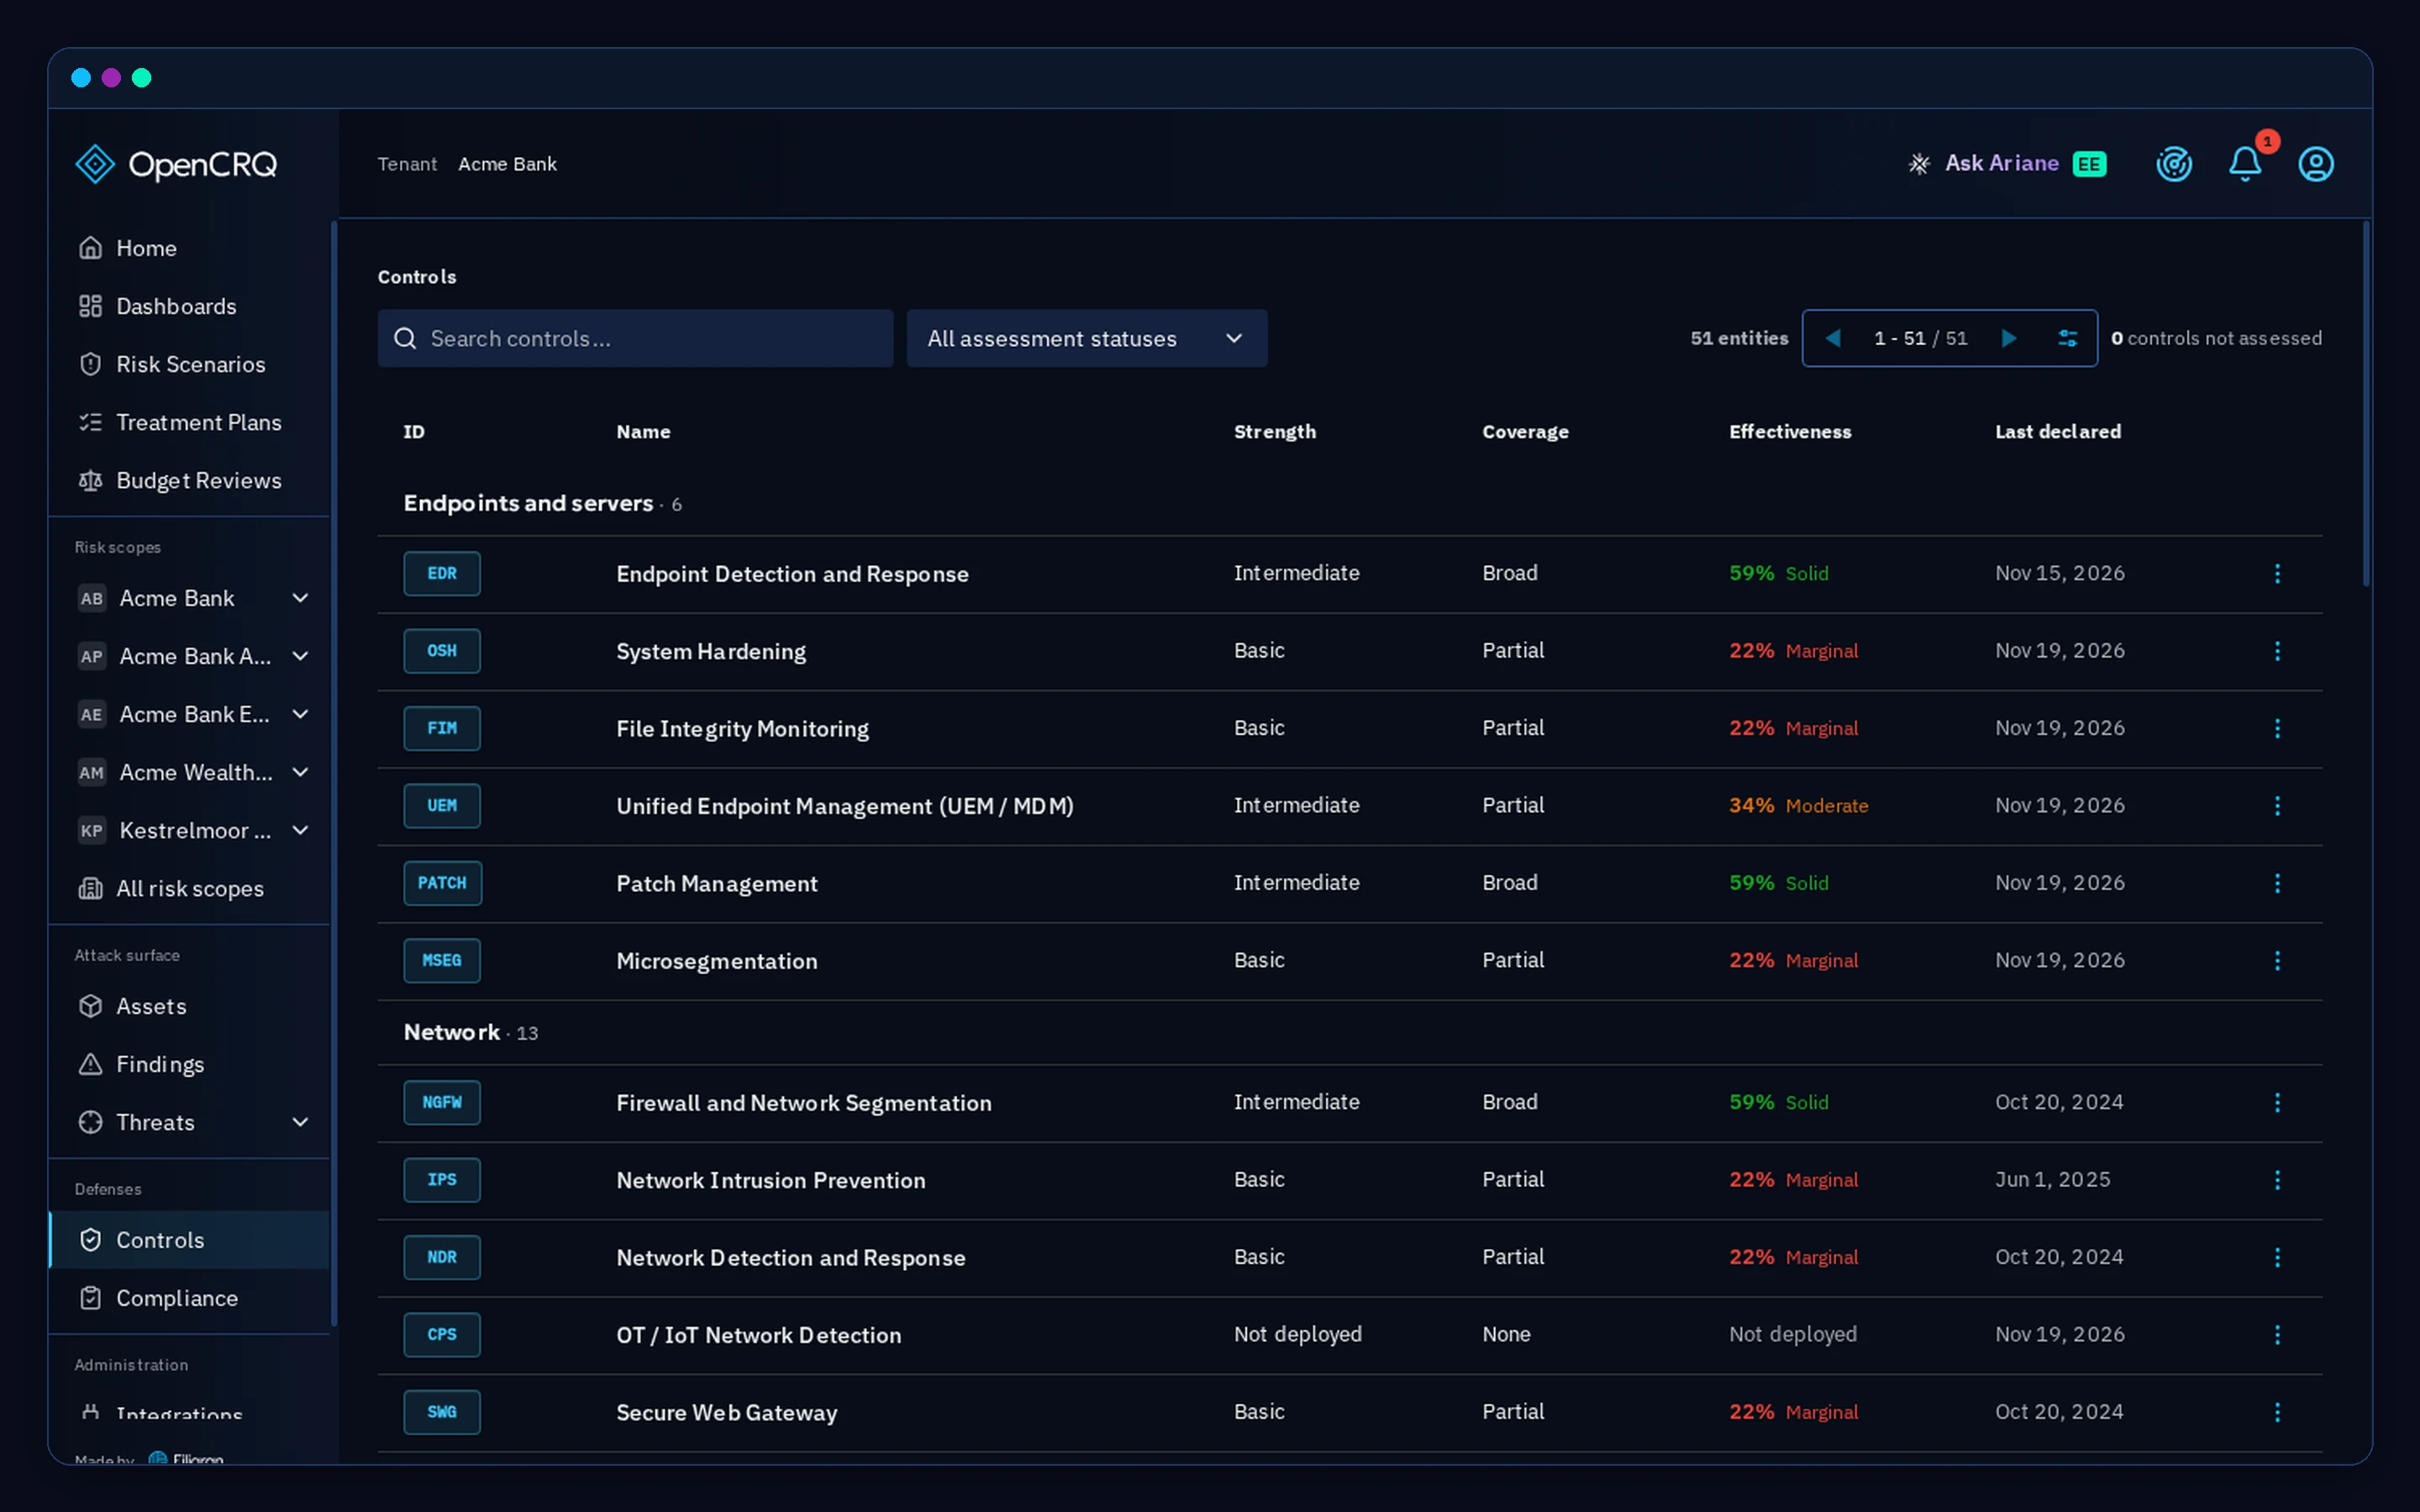 OpenCRQ
Tenant Acme Bank
Ask Ariane EE
1
Home
Dashboards
Risk Scenarios
Treatment Plans
Budget Reviews
Risk scopes
AB Acme Bank
AP Acme Bank A...
AE Acme Bank E...
AM Acme Wealth...
KP Kestrelmoor ...
All risk scopes
Attack surface
Assets
Findings
Threats
Defenses
Controls
Compliance
Administration
Integrations
Made by Filigran
Controls
Search controls...
All assessment statuses
51 entities 1 - 51 / 51 0 controls not assessed
ID Name Strength Coverage Effectiveness Last declared
Endpoints and servers · 6
EDR Endpoint Detection and Response Intermediate Broad 59% Solid Nov 15, 2026
OSH System Hardening Basic Partial 22% Marginal Nov 19, 2026
FIM File Integrity Monitoring Basic Partial 22% Marginal Nov 19, 2026
UEM Unified Endpoint Management (UEM / MDM) Intermediate Partial 34% Moderate Nov 19, 2026
PATCH Patch Management Intermediate Broad 59% Solid Nov 19, 2026
MSEG Microsegmentation Basic Partial 22% Marginal Nov 19, 2026
Network · 13
NGFW Firewall and Network Segmentation Intermediate Broad 59% Solid Oct 20, 2024
IPS Network Intrusion Prevention Basic Partial 22% Marginal Jun 1, 2025
NDR Network Detection and Response Basic Partial 22% Marginal Oct 20, 2024
CPS OT / IoT Network Detection Not deployed None Not deployed Nov 19, 2026
SWG Secure Web Gateway Basic Partial 22% Marginal Oct 20, 2024